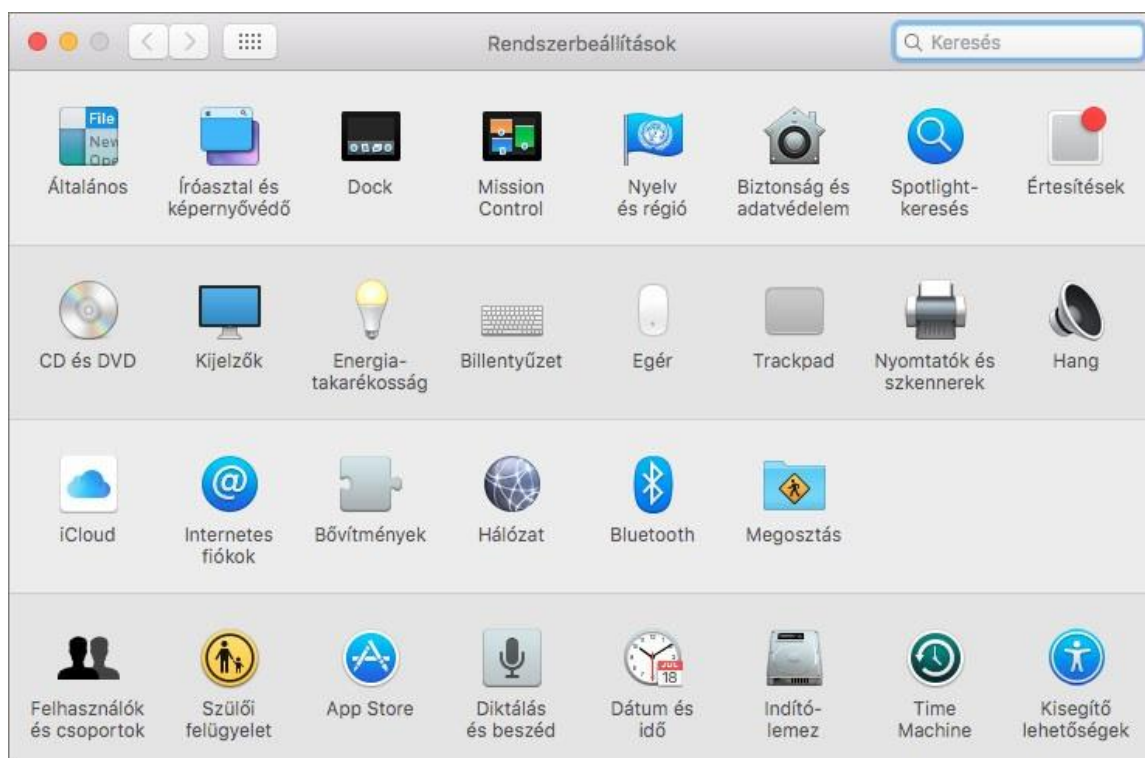 Rendszerbeállítások
Keresés
File
New
Ope
Általános
Íróasztal és
képernyővédő
Dock
Mission
Control
Nyelv
és régió
Biztonság és
adatvédelem
Spotlight-
keresés
Értesítések
CD és DVD
Kijelzők
Energia-
takarékosság
Billentyűzet
Egér
Trackpad
Nyomtatók és
szkennerek
Hang
iCloud
@
Internetes
fiókok
Bővítmények
Hálózat
Bluetooth
Megosztás
Felhasználók
és csoportok
Szülői
felügyelet
App Store
Diktálás
és beszéd
JUL
18
Dátum és
idő
Indító-
lemez
Time
Machine
Kisegítő
lehetőségek